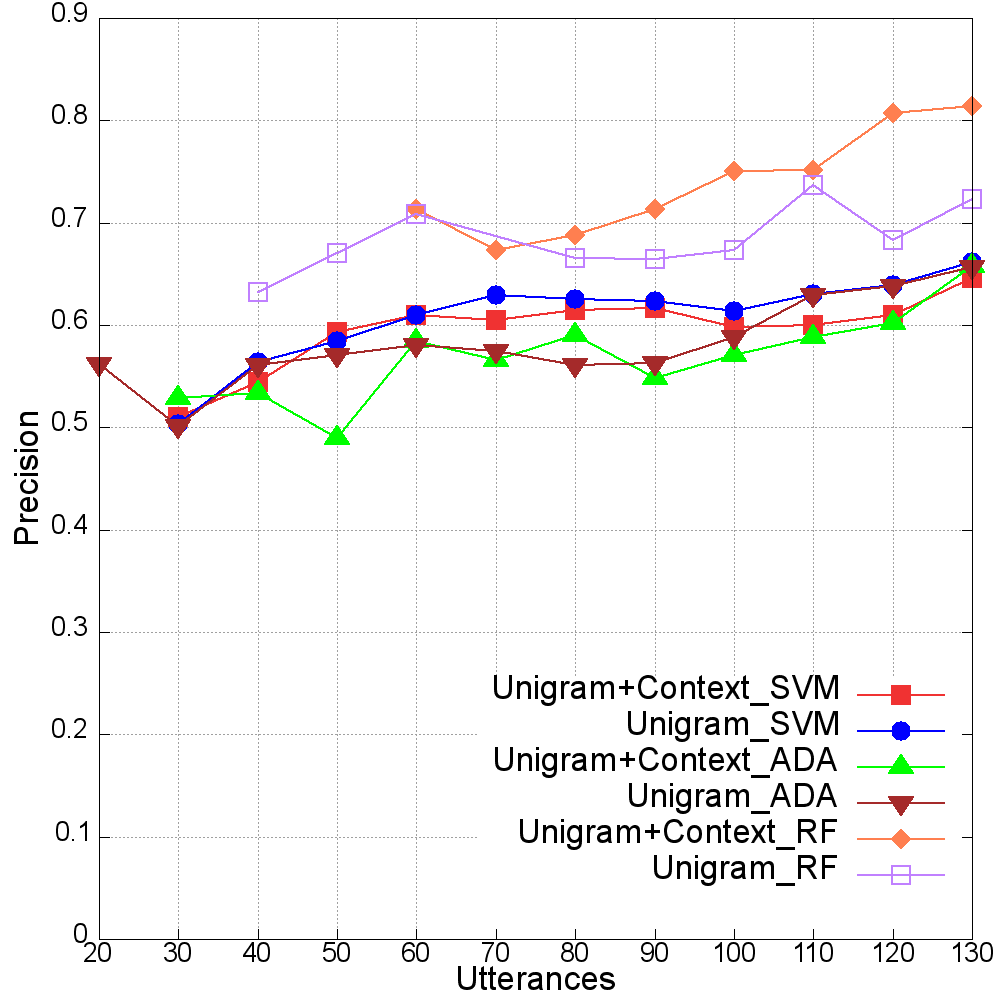 0.9
0.8
0.7
0.6
0.5
0.4
0.3
0.2
0.1
0
Precision
Unigram+Context_SVM
Unigram_SVM
Unigram+Context_ADA
Unigram_ADA
Unigram+Context_RF
Unigram_RF
20 30 40 50 60 70 80 90 100 110 120 130
Utterances